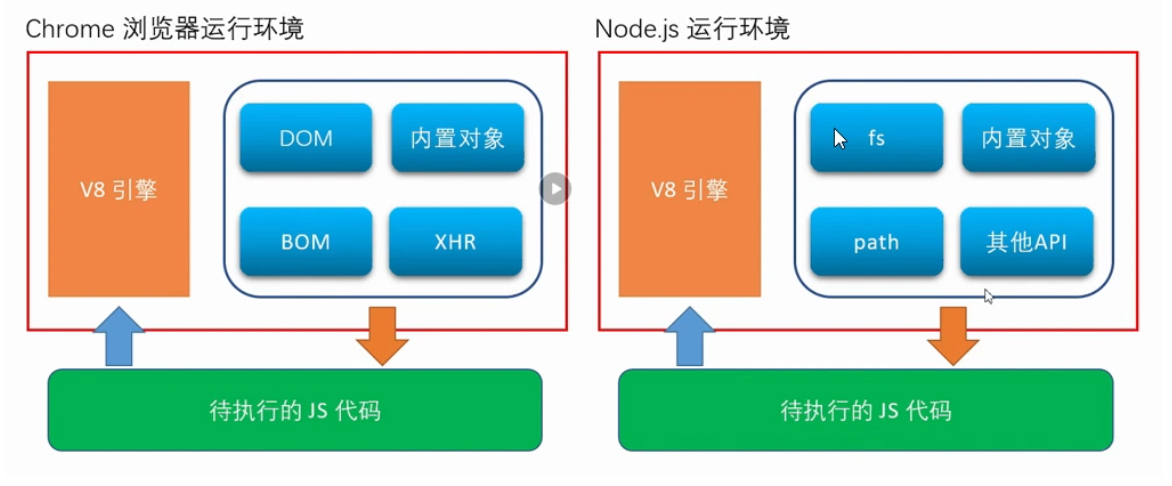 Chrome 浏览器运行环境
V8 引擎
DOM
内置对象
BOM
XHR
待执行的 JS 代码
Node.js 运行环境
V8 引擎
fs
内置对象
path
其他API
待执行的 JS 代码